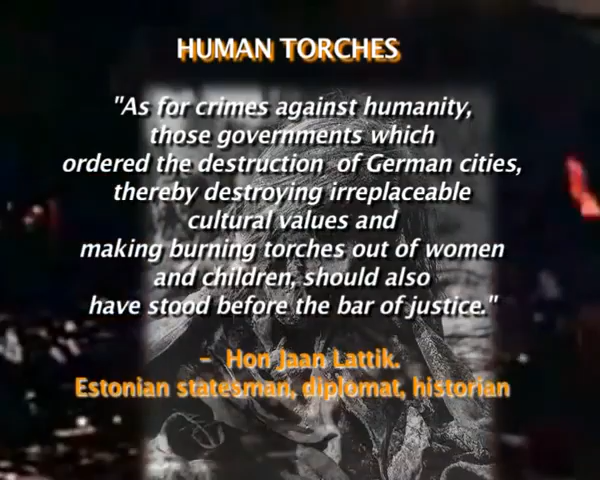 HUMAN TORCHES
"As for crimes against humanity,
those governments which
ordered the destruction of German cities,
thereby destroying irreplaceable
cultural values and
making burning torches out of women
and children, should also
have stood before the bar of justice."
- Hon Jaan Lattik.
Estonian statesman, diplomat, historian